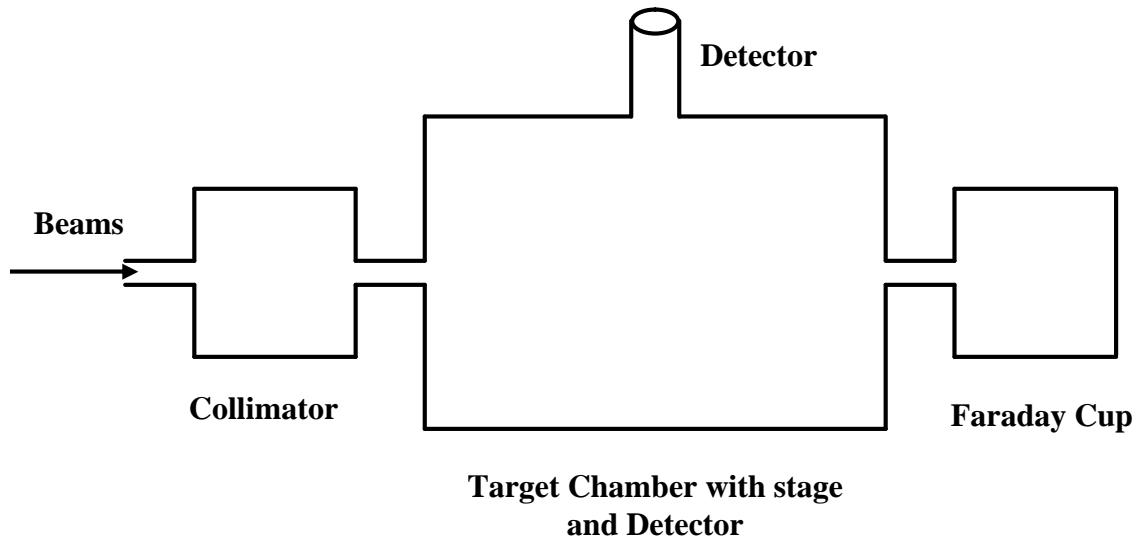 Detector
Beams
Collimator
Faraday Cup
Target Chamber with stage
and Detector